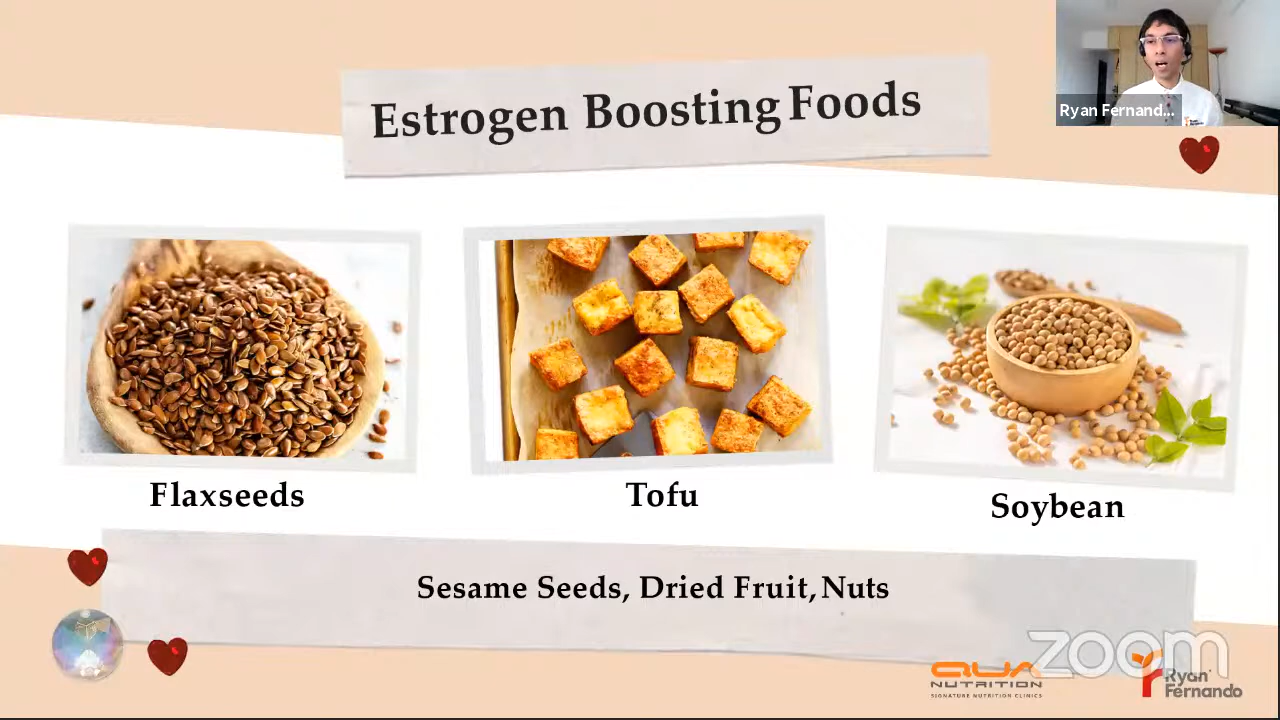 Estrogen Boosting Foods
Ryan Fernand...
Flaxseeds
Tofu
Soybean
Sesame Seeds, Dried Fruit, Nuts
zoom
QUA
NUTRITION
SIGNATURE NUTRITION CLINICS
Ryan
Fernando